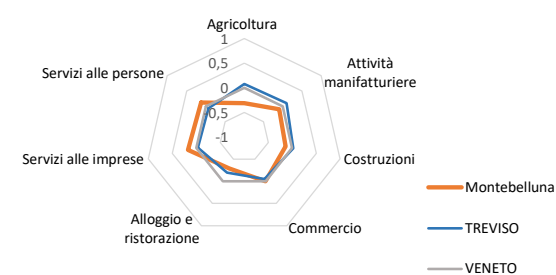 Agricoltura
1
0,5
0
0,5
-1
Attività
manifatturiere
Costruzioni
Commercio
Alloggio e
ristorazione
Servizi alle imprese
Servizi alle persone
Montebelluna
TREVISO
VENETO